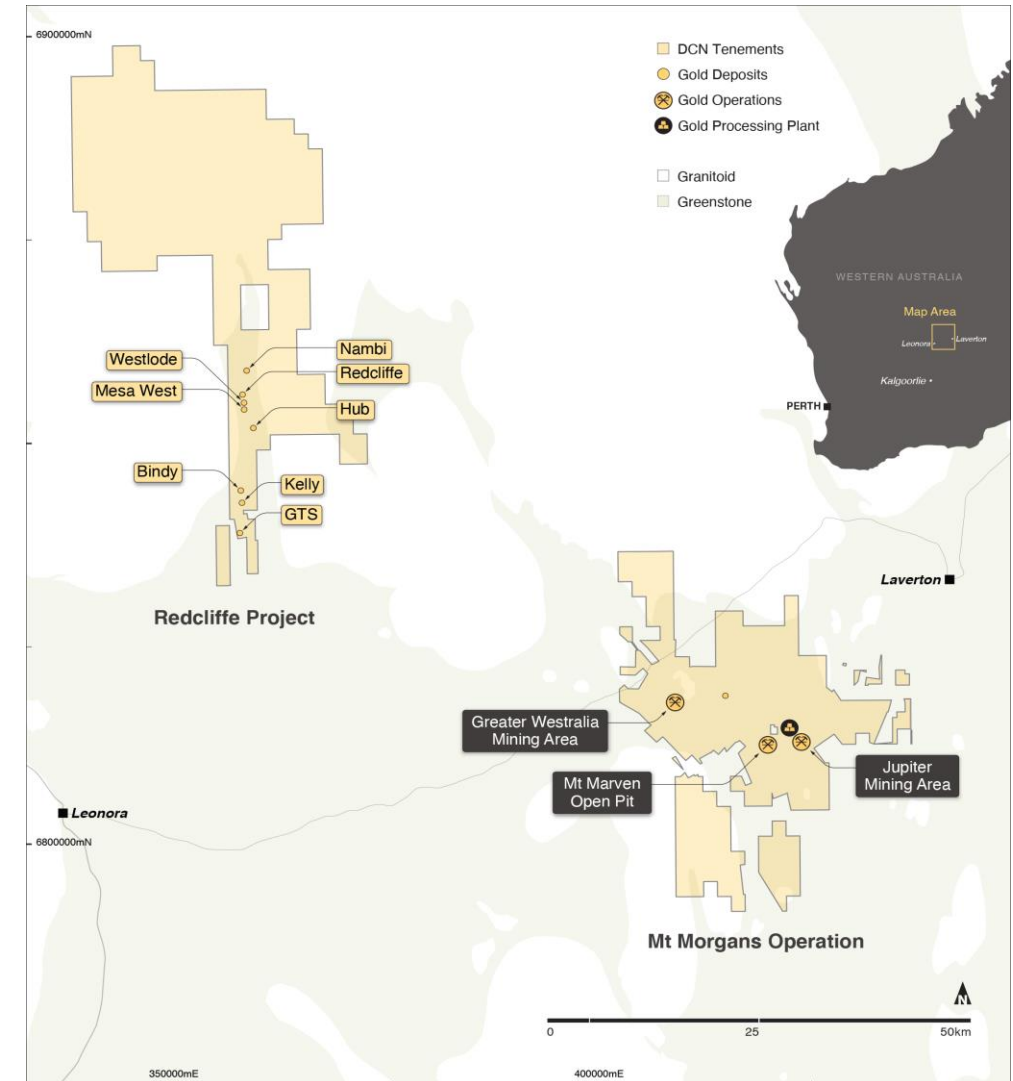 6900000mN
DCN Tenements
Gold Deposits
Gold Operations
Gold Processing Plant
Granitoid
Greenstone
WESTERN AUSTRALIA
Map Area
Leonora
Laverton
Kalgoorlie
PERTH
Nambi
Westlode
Redcliffe
Mesa West
Hub
Bindy
Kelly
GTS
Redcliffe Project
Laverton
Greater Westralia
Mining Area
Mt Marven
Open Pit
Jupiter
Mining Area
Leonora
6800000mN
Mt Morgans Operation
N
0
25
50km
350000mE
400000mE